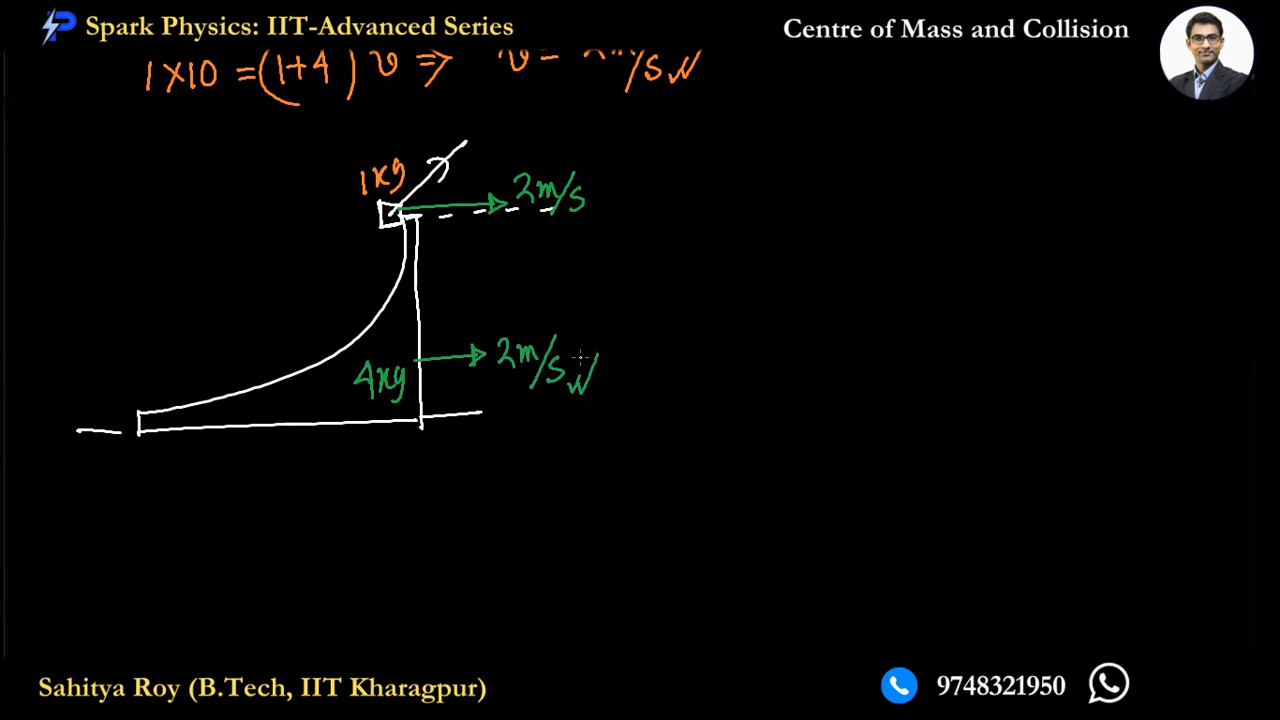 Spark Physics: IIT-Advanced Series
Centre of Mass and Collision
1×10 = (1+4) v ⇒ v = m/s
1kg
2m/s
4kg
2m/s
Sahitya Roy (B.Tech, IIT Kharagpur)
9748321950